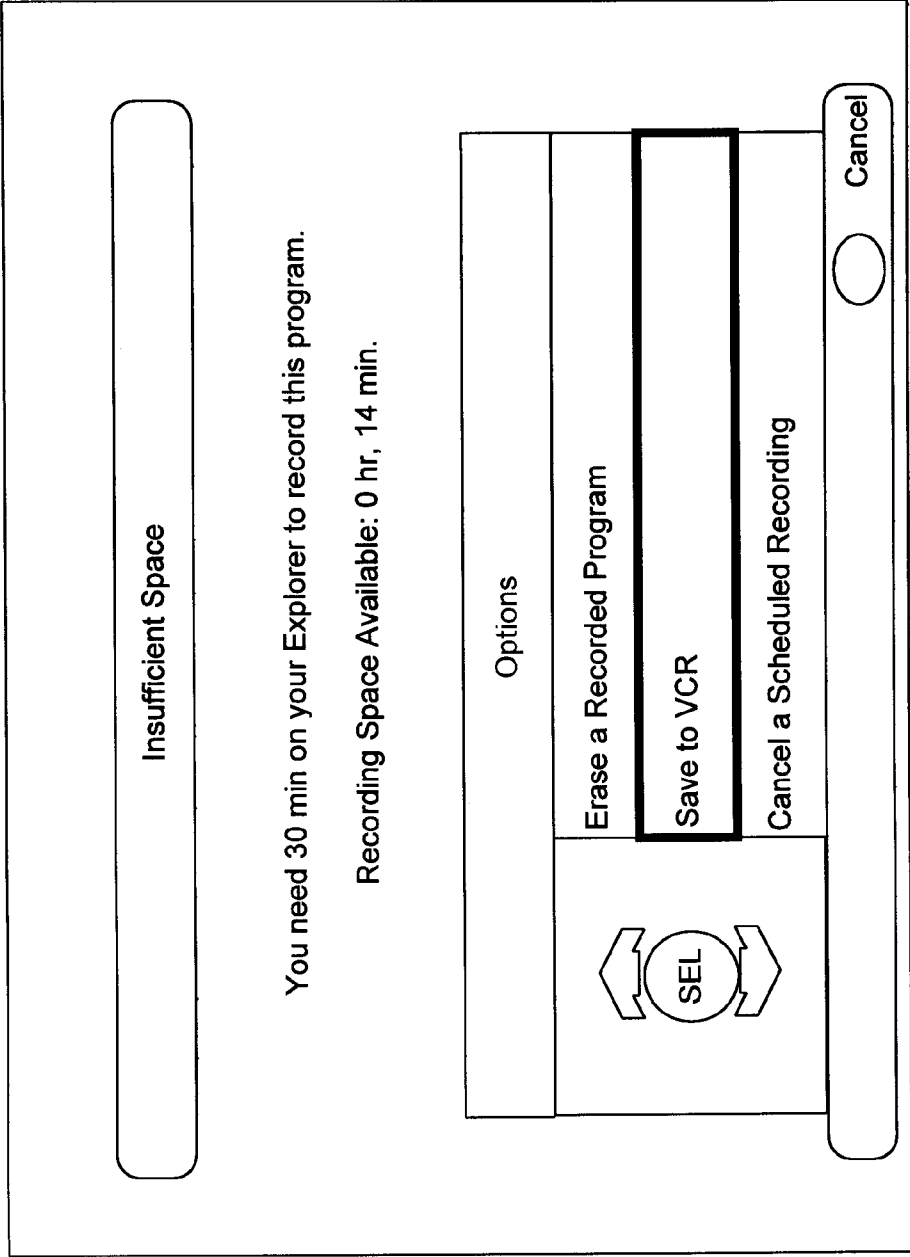 Insufficient Space
You need 30 min on your Explorer to record this program.
Recording Space Available: 0 hr, 14 min.
Options
Erase a Recorded Program
SEL
Save to VCR
Cancel a Scheduled Recording
Cancel